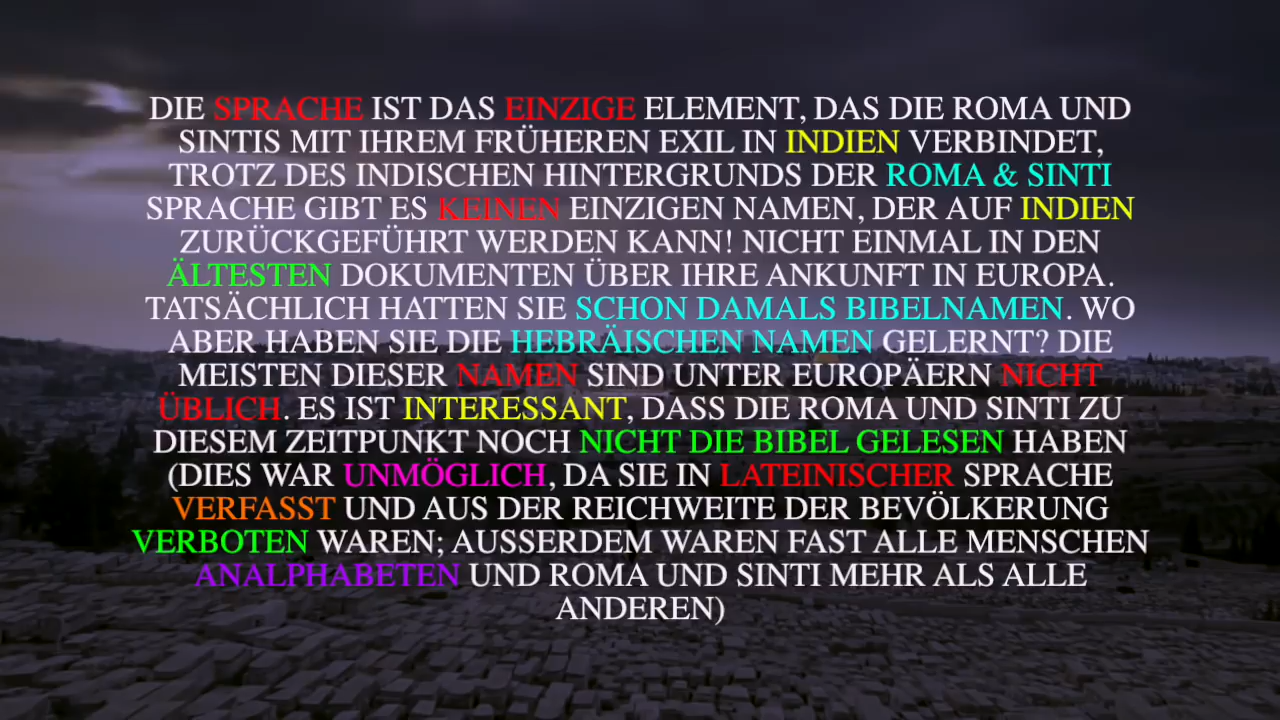 DIE SPRACHE IST DAS EINZIGE ELEMENT, DAS DIE ROMA UND
SINTIS MIT IHREM FRÜHEREN EXIL IN INDIEN VERBINDET,
TROTZ DES INDISCHEN HINTERGRUNDS DER ROMA & SINTI
SPRACHE GIBT ES KEINEN EINZIGEN NAMEN, DER AUF INDIEN
ZURÜCKGEFÜHRT WERDEN KANN! NICHT EINMAL IN DEN
ÄLTESTEN DOKUMENTEN ÜBER IHRE ANKUNFT IN EUROPA.
TATSÄCHLICH HATTEN SIE SCHON DAMALS BIBELNAMEN. WO
ABER HABEN SIE DIE HEBRÄISCHEN NAMEN GELERNT? DIE
MEISTEN DIESER NAMEN SIND UNTER EUROPÄERN NICHT
ÜBLICH. ES IST INTERESSANT, DASS DIE ROMA UND SINTI ZU
DIESEM ZEITPUNKT NOCH NICHT DIE BIBEL GELESEN HABEN
(DIES WAR UNMÖGLICH, DA SIE IN LATEINISCHER SPRACHE
VERFASST UND AUS DER REICHWEITE DER BEVÖLKERUNG
VERBOTEN WAREN; AUSSERDEM WAREN FAST ALLE MENSCHEN
ANALPHABETEN UND ROMA UND SINTI MEHR ALS ALLE
ANDEREN)